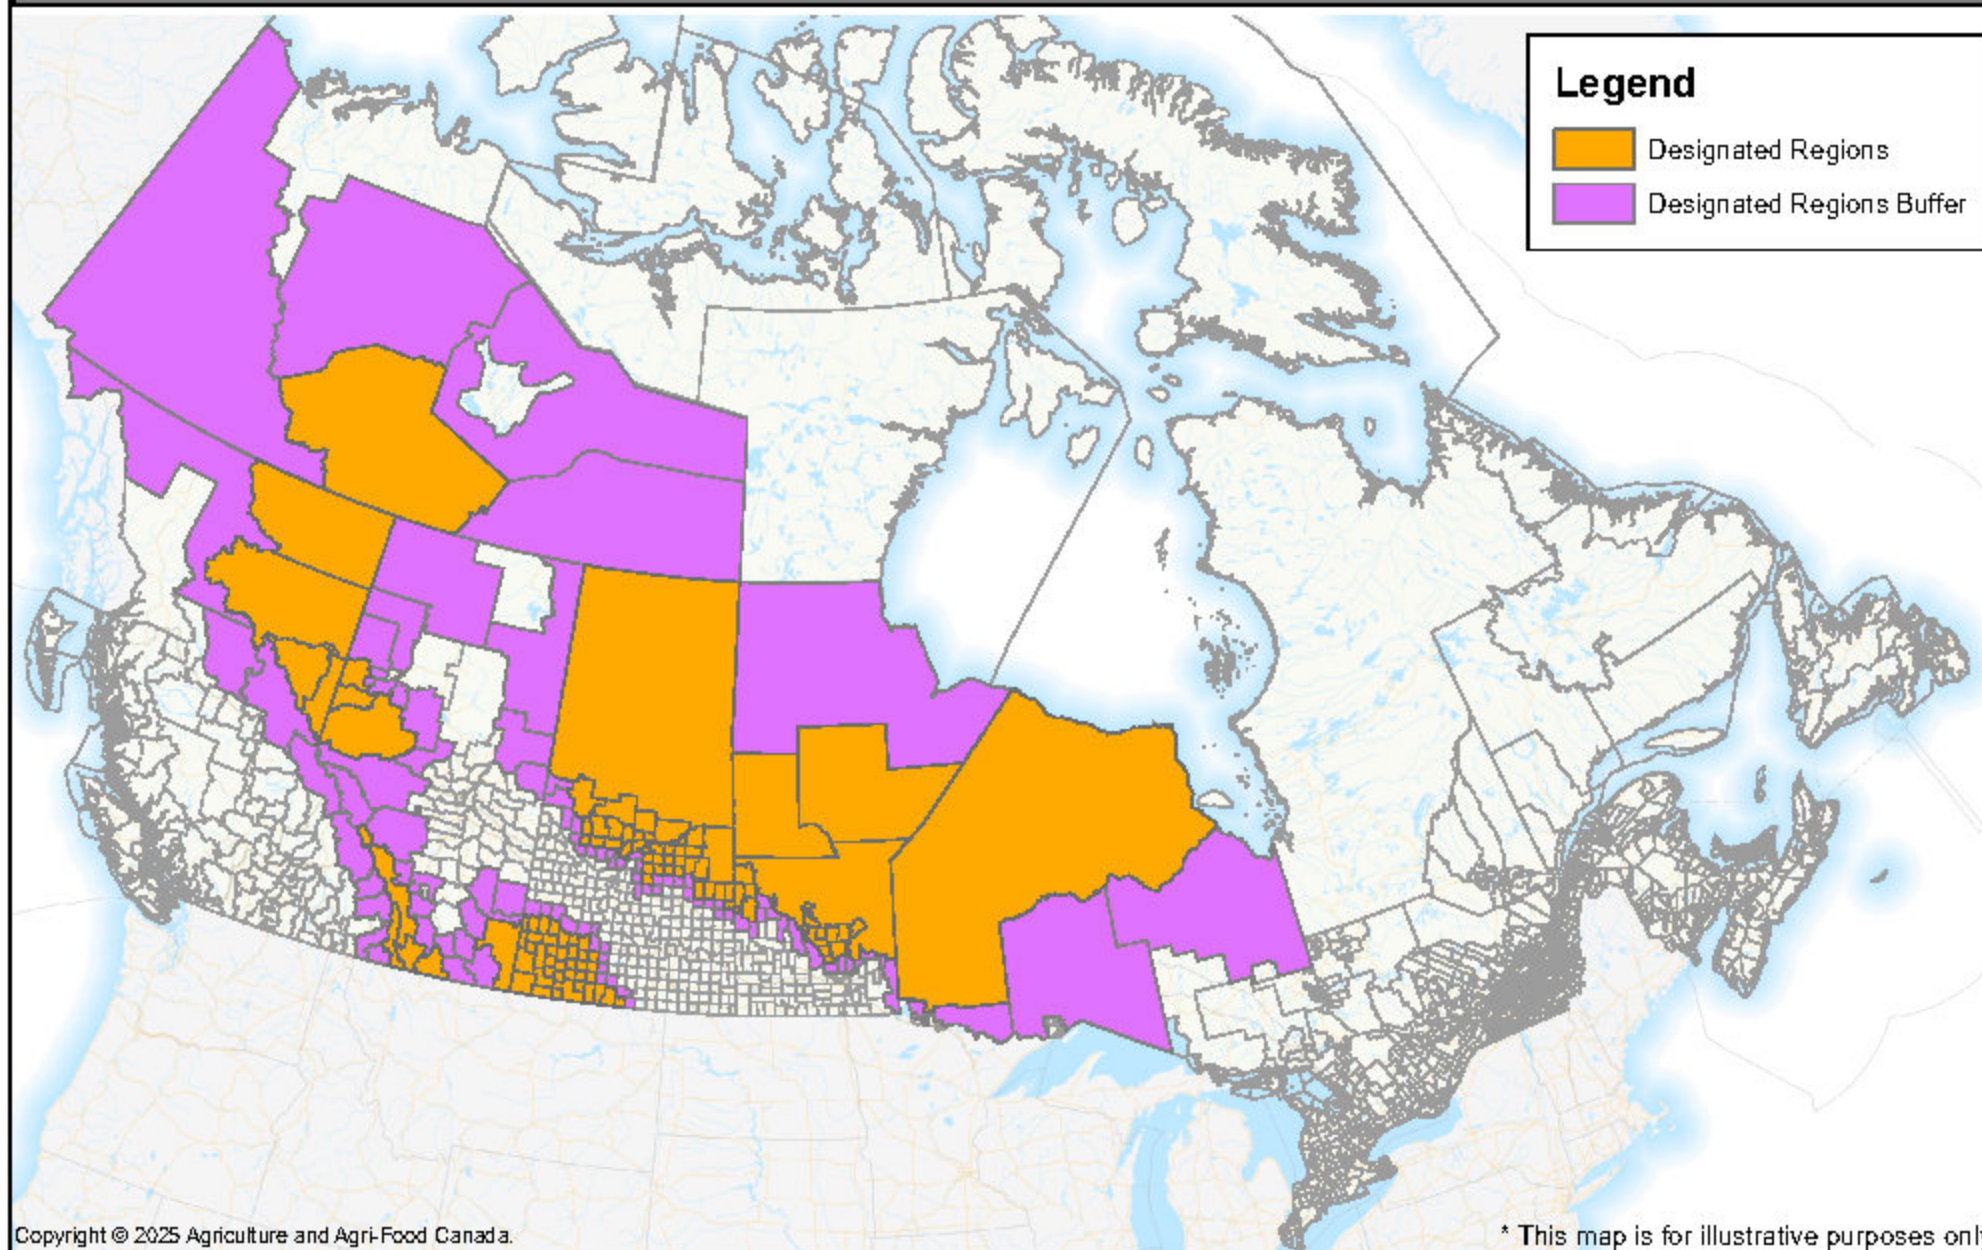 Legend
Designated Regions
Designated Regions Buffer
Copyright © 2025 Agriculture and Agri-Food Canada.
* This map is for illustrative purposes onl